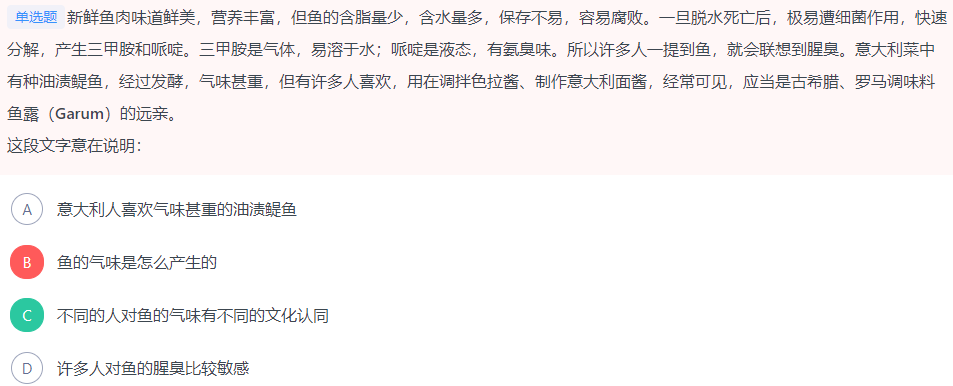 单选题 新鲜鱼肉味道鲜美，营养丰富，但鱼的含脂量少，含水量多，保存不易，容易腐败。一旦脱水死亡后，极易遭细菌作用，快速
分解，产生三甲胺和哌啶。三甲胺是气体，易溶于水；哌啶是液态，有氨臭味。所以许多人一提到鱼，就会联想到腥臭。意大利菜中
有种油渍鳀鱼，经过发酵，气味甚重，但有许多人喜欢，用在调拌色拉酱、制作意大利面酱，经常可见，应当是古希腊、罗马调味料
鱼露（Garum）的远亲。
这段文字意在说明：
A 意大利人喜欢气味甚重的油渍鳀鱼
B 鱼的气味是怎么产生的
C 不同的人对鱼的气味有不同的文化认同
D 许多人对鱼的腥臭比较敏感